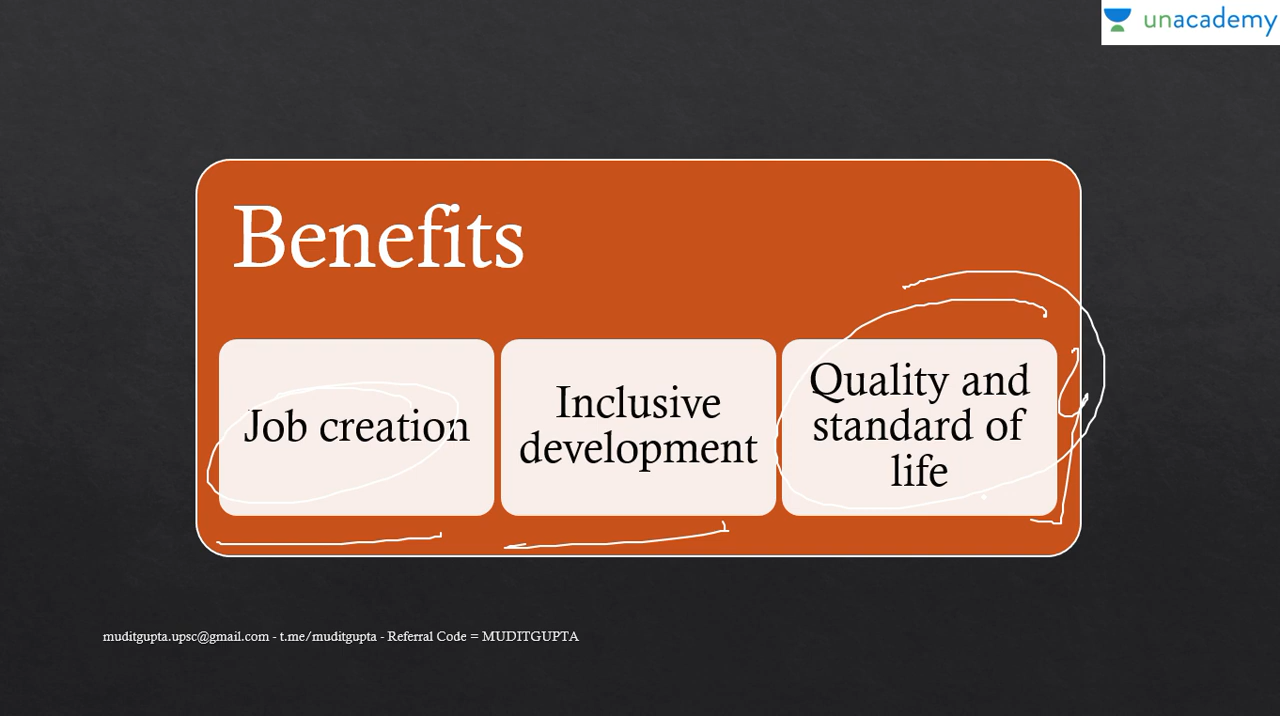 unacademy
Benefits
Job creation
Inclusive
development
Quality and
standard of
life
muditgupta.upsc@gmail.com - t.me/muditgupta - Referral Code = MUDITGUPTA